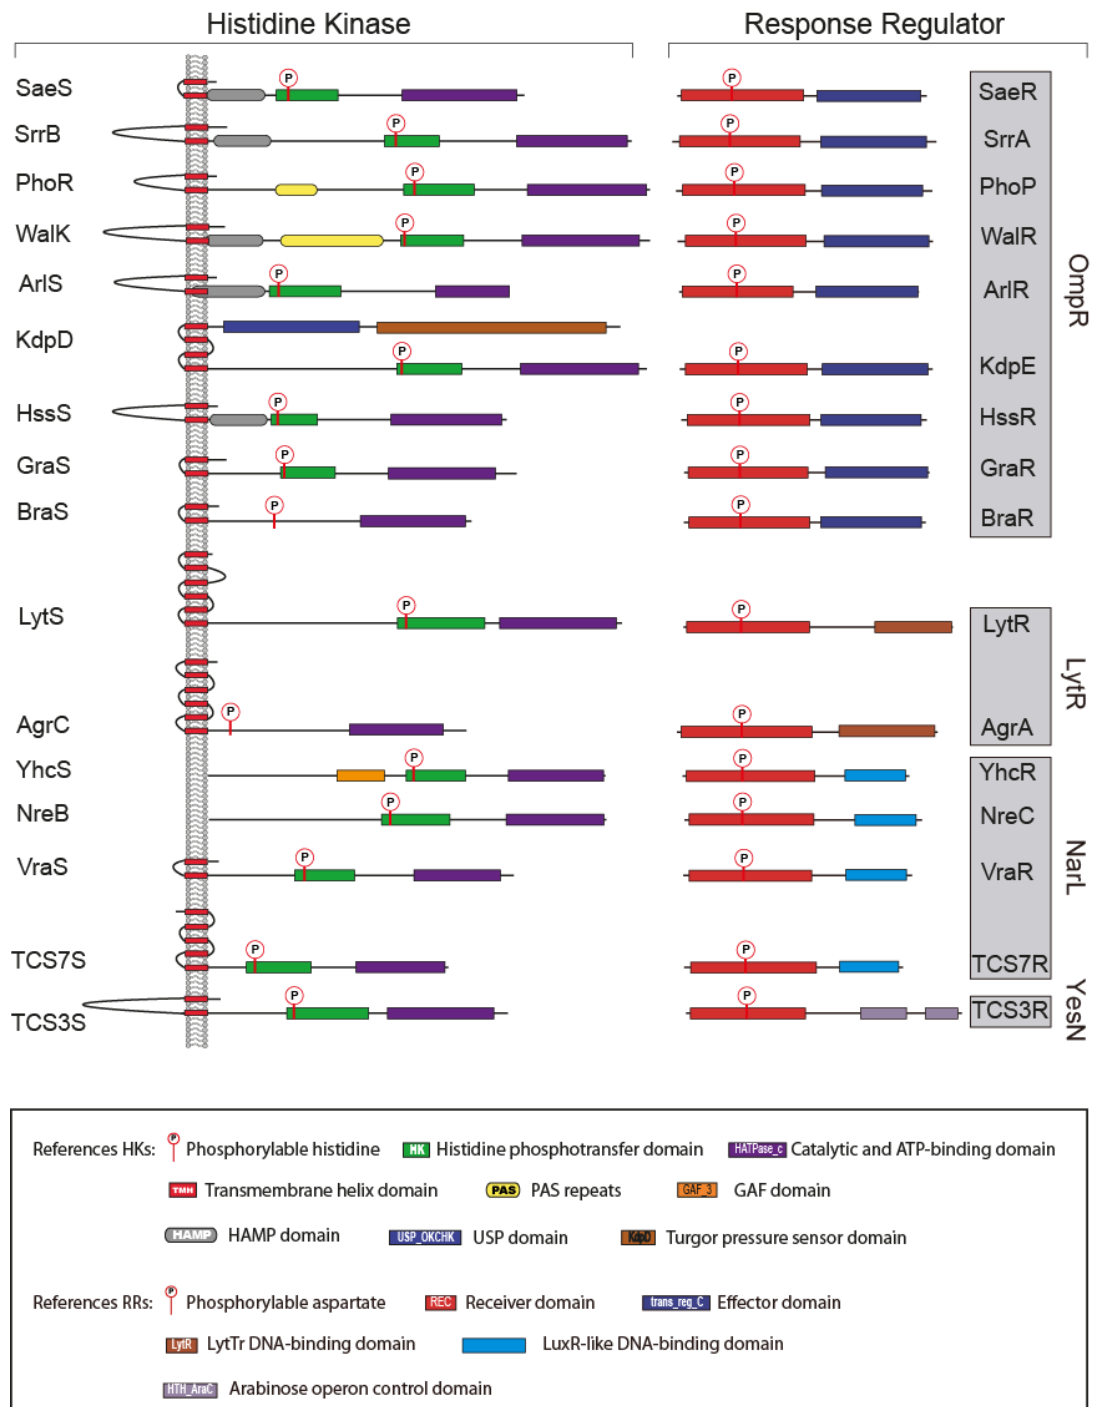 Histidine Kinase Response Regulator
P P
SaeS SaeR
P P
SrrB SrrA
P P
PhoR PhoP
P P
WalK WalR
P P
ArlS ArlR
OmpR
KdpD
P P
KdpE
P P
HssS HssR
P P
GraS GraR
P P
BraS BraR
P P
LytS LytR
LytR
P P
AgrC AgrA
P P
YhcS YhcR
P P
NreB NreC
P P
VraS VraR
NarL
P P
TCS7S TCS7R
P P
TCS3S TCS3R
YesN
References HKs: P Phosphorylable histidine HK Histidine phosphotransfer domain HATPase_c Catalytic and ATP-binding domain
TMH Transmembrane helix domain PAS PAS repeats GAF_3 GAF domain
HAMP HAMP domain USP_OKCHK USP domain KdpD Turgor pressure sensor domain
References RRs: P Phosphorylable aspartate REC Receiver domain trans_reg_C Effector domain
LytR LytTr DNA-binding domain LuxR-like DNA-binding domain
HTH_AraC Arabinose operon control domain